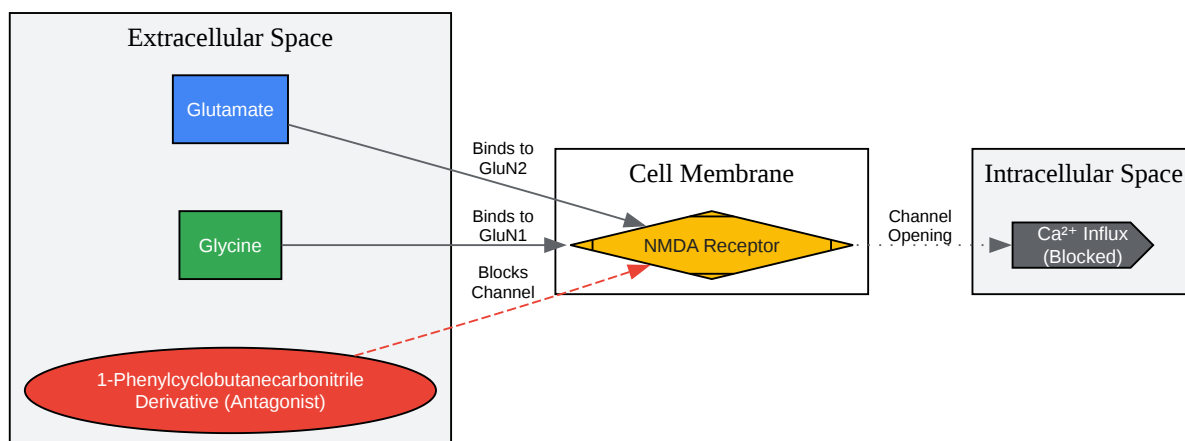 Extracellular Space
Glutamate
Binds to
GluN2
Cell Membrane
Intracellular Space
Glycine
Binds to
GluN1
NMDA Receptor
Channel
Opening
Ca²⁺ Influx
(Blocked)
Blocks
Channel
1-Phenylcyclobutanecarbonitrile
Derivative (Antagonist)